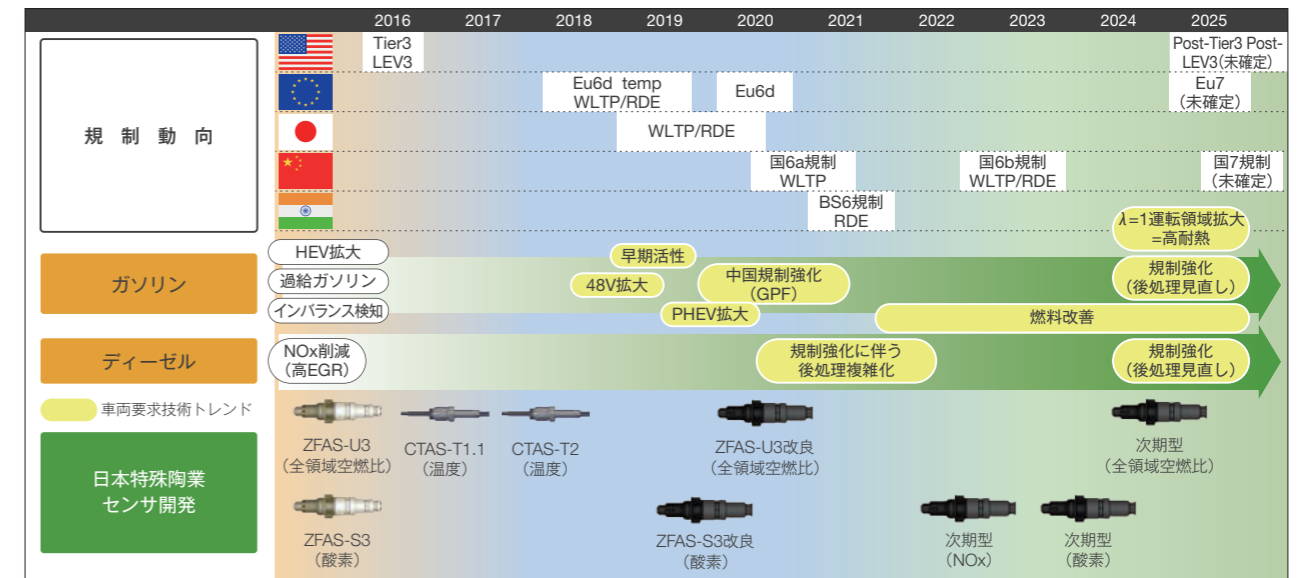 2016 2017 2018 2019 2020 2021 2022 2023 2024 2025
規制動向
Tier3
LEV3
Post-Tier3 Post-
LEV3(未確定)
Eu6d temp
WLTP/RDE
Eu6d
Eu7
(未確定)
WLTP/RDE
国6a規制
WLTP
国6b規制
WLTP/RDE
国7規制
(未確定)
BS6規制
RDE
ガソリン
HEV拡大
過給ガソリン
インバランス検知
早期活性
48V拡大
PHEV拡大
中国規制強化
(GPF)
λ=1運転領域拡大
=高耐熱
規制強化
(後処理見直し)
燃料改善
ディーゼル
NOx削減
(高EGR)
規制強化に伴う
後処理複雑化
規制強化
(後処理見直し)
車両要求技術トレンド
日本特殊陶業
センサ開発
ZFAS-U3
(全領域空燃比)
CTAS-T1.1
(温度)
CTAS-T2
(温度)
ZFAS-U3改良
(全領域空燃比)
次期型
(全領域空燃比)
ZFAS-S3
(酸素)
ZFAS-S3改良
(酸素)
次期型
(NOx)
次期型
(酸素)